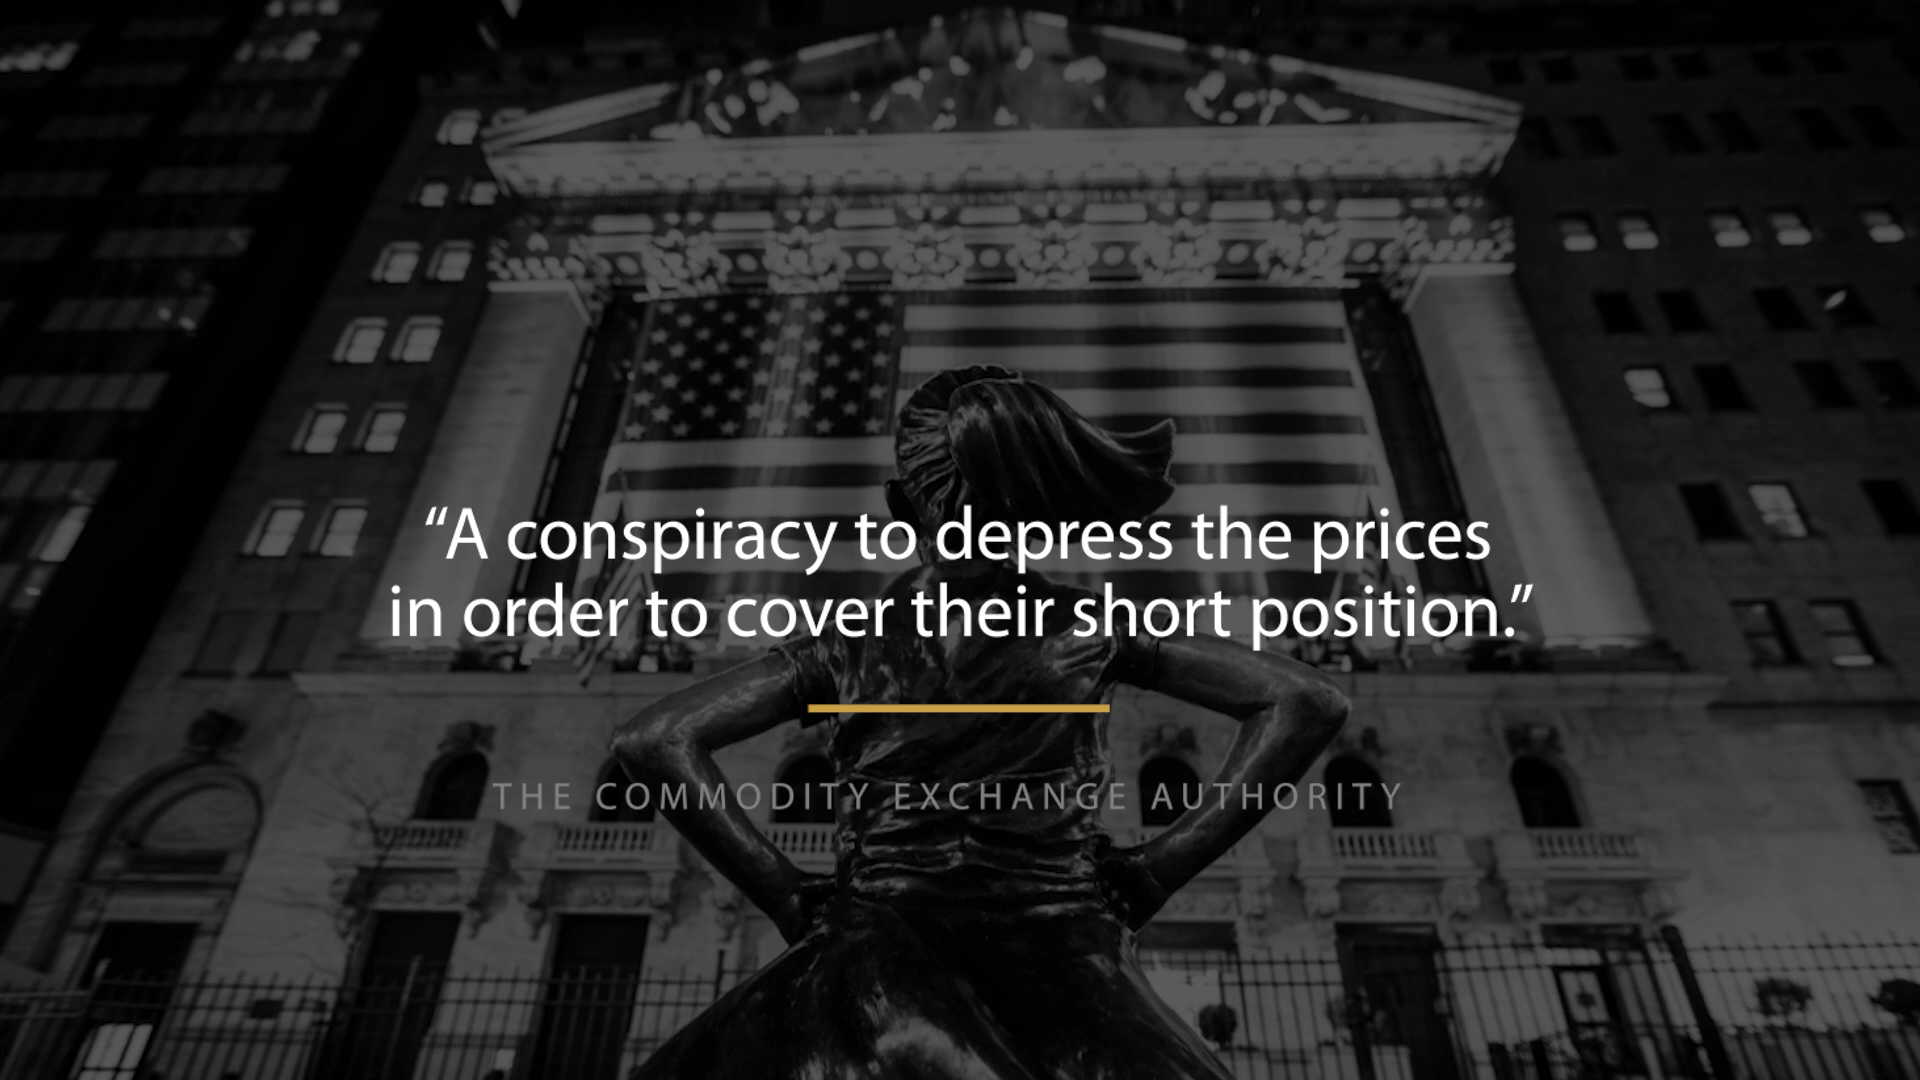 “A conspiracy to depress the prices
in order to cover their short position.”
THE COMMODITY EXCHANGE AUTHORITY